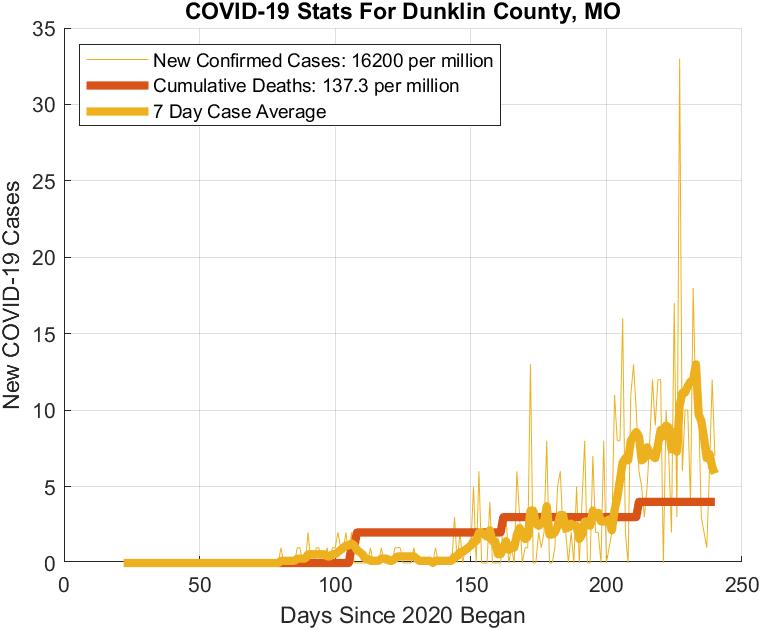 COVID-19 Stats For Dunklin County, MO
35
30
25
20
15
10
5
0
New COVID-19 Cases
New Confirmed Cases: 16200 per million
Cumulative Deaths: 137.3 per million
7 Day Case Average
0 50 100 150 200 250
Days Since 2020 Began